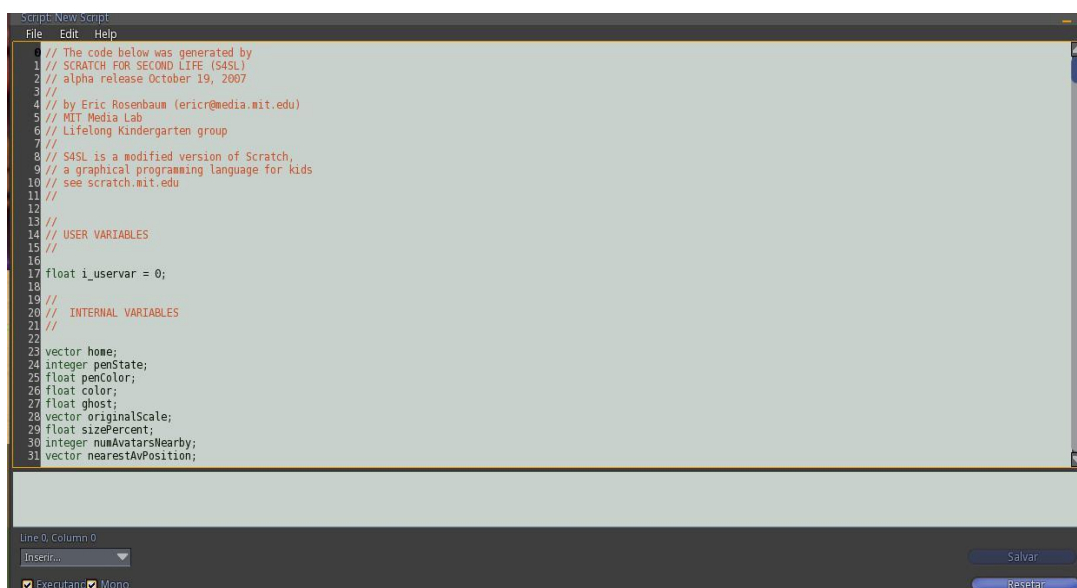 Script: New Script
File Edit Help
0 // The code below was generated by
1 // SCRATCH FOR SECOND LIFE (S4SL)
2 // alpha release October 19, 2007
3 //
4 // by Eric Rosenbaum (ericr@media.mit.edu)
5 // MIT Media Lab
6 // Lifelong Kindergarten group
7 //
8 // S4SL is a modified version of Scratch,
9 // a graphical programming language for kids
10 // see scratch.mit.edu
11 //
12
13 //
14 // USER VARIABLES
15 //
16
17 float i_uservar = 0;
18
19 //
20 //  INTERNAL VARIABLES
21 //
22
23 vector home;
24 integer penState;
25 float penColor;
26 float color;
27 float ghost;
28 vector originalScale;
29 float sizePercent;
30 integer numAvatarsNearby;
31 vector nearestAvPosition;
Line 0, Column 0
Inserir...
Salvar
Executand Mono
Resetar